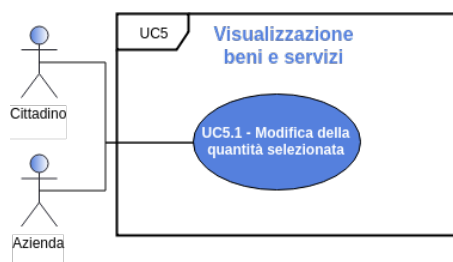 UC5
Visualizzazione
beni e servizi
Cittadino
UC5.1 - Modifica della
quantità selezionata
Azienda